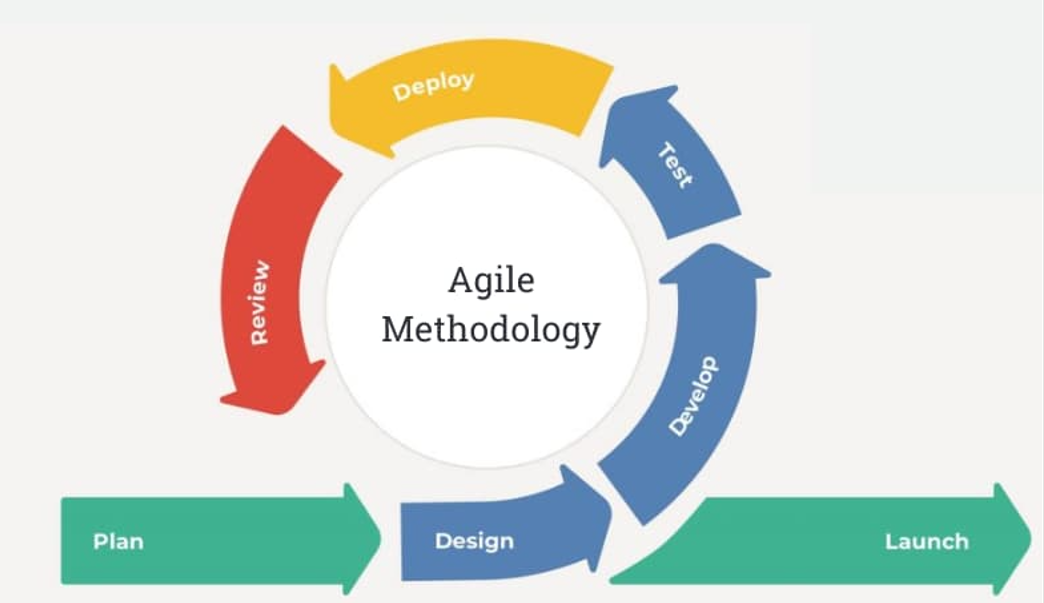 Deploy
Test
Review
Agile
Methodology
Develop
Plan
Design
Launch